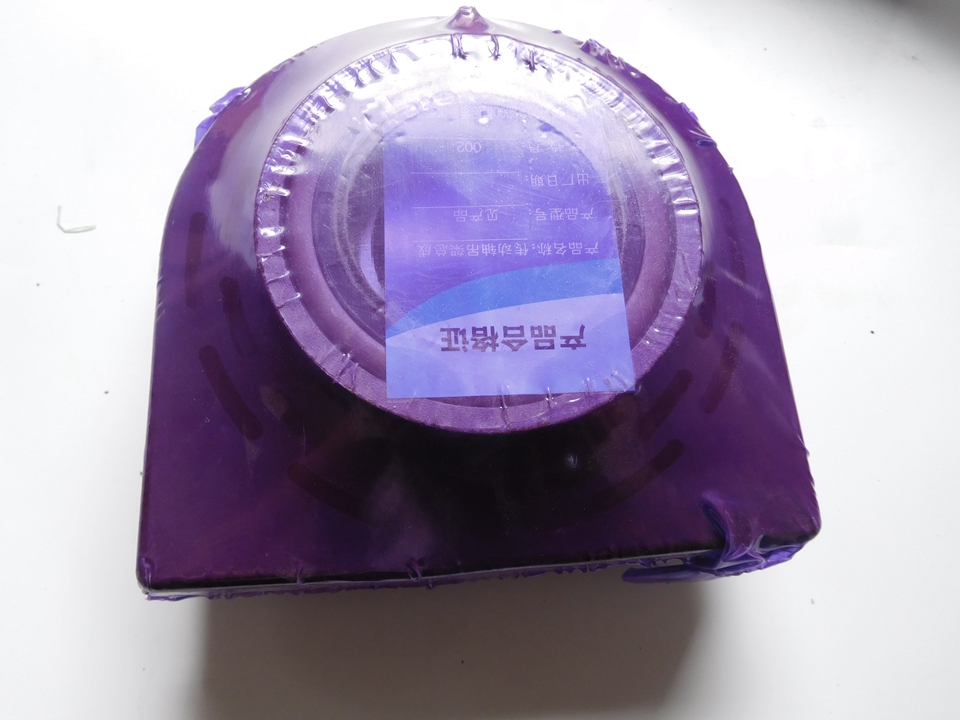 产品合格证
产品名称：传动轴吊架总成
产品型号：见产品
出厂日期：
002